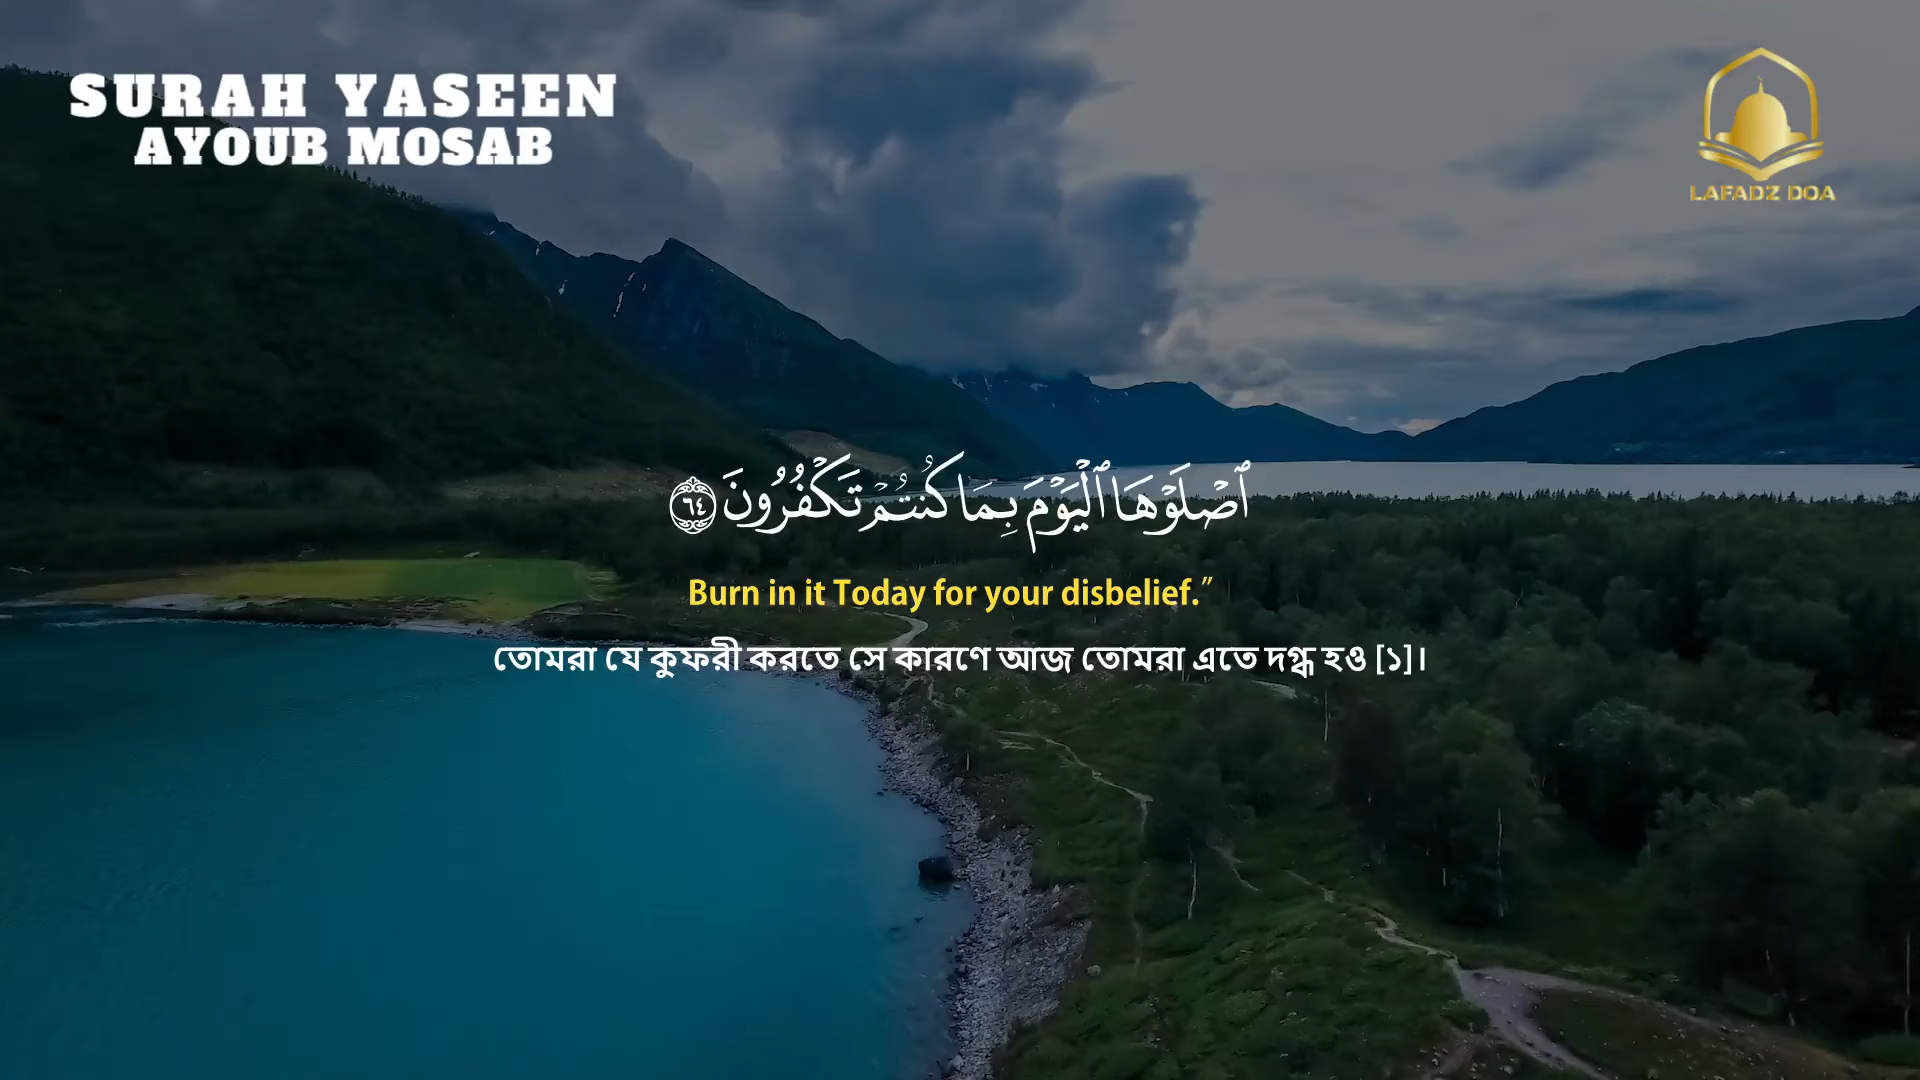 SURAH YASEEN
AYOUB MOSAB
LAFADZ DOA
ٱصْلَوْهَا ٱلْيَوْمَ بِمَا كُنتُمْ تَكْفُرُونَ ٦٤
Burn in it Today for your disbelief.”
তোমরা যে কুফরী করতে সে কারণে আজ তোমরা এতে দগ্ধ হও [১]।